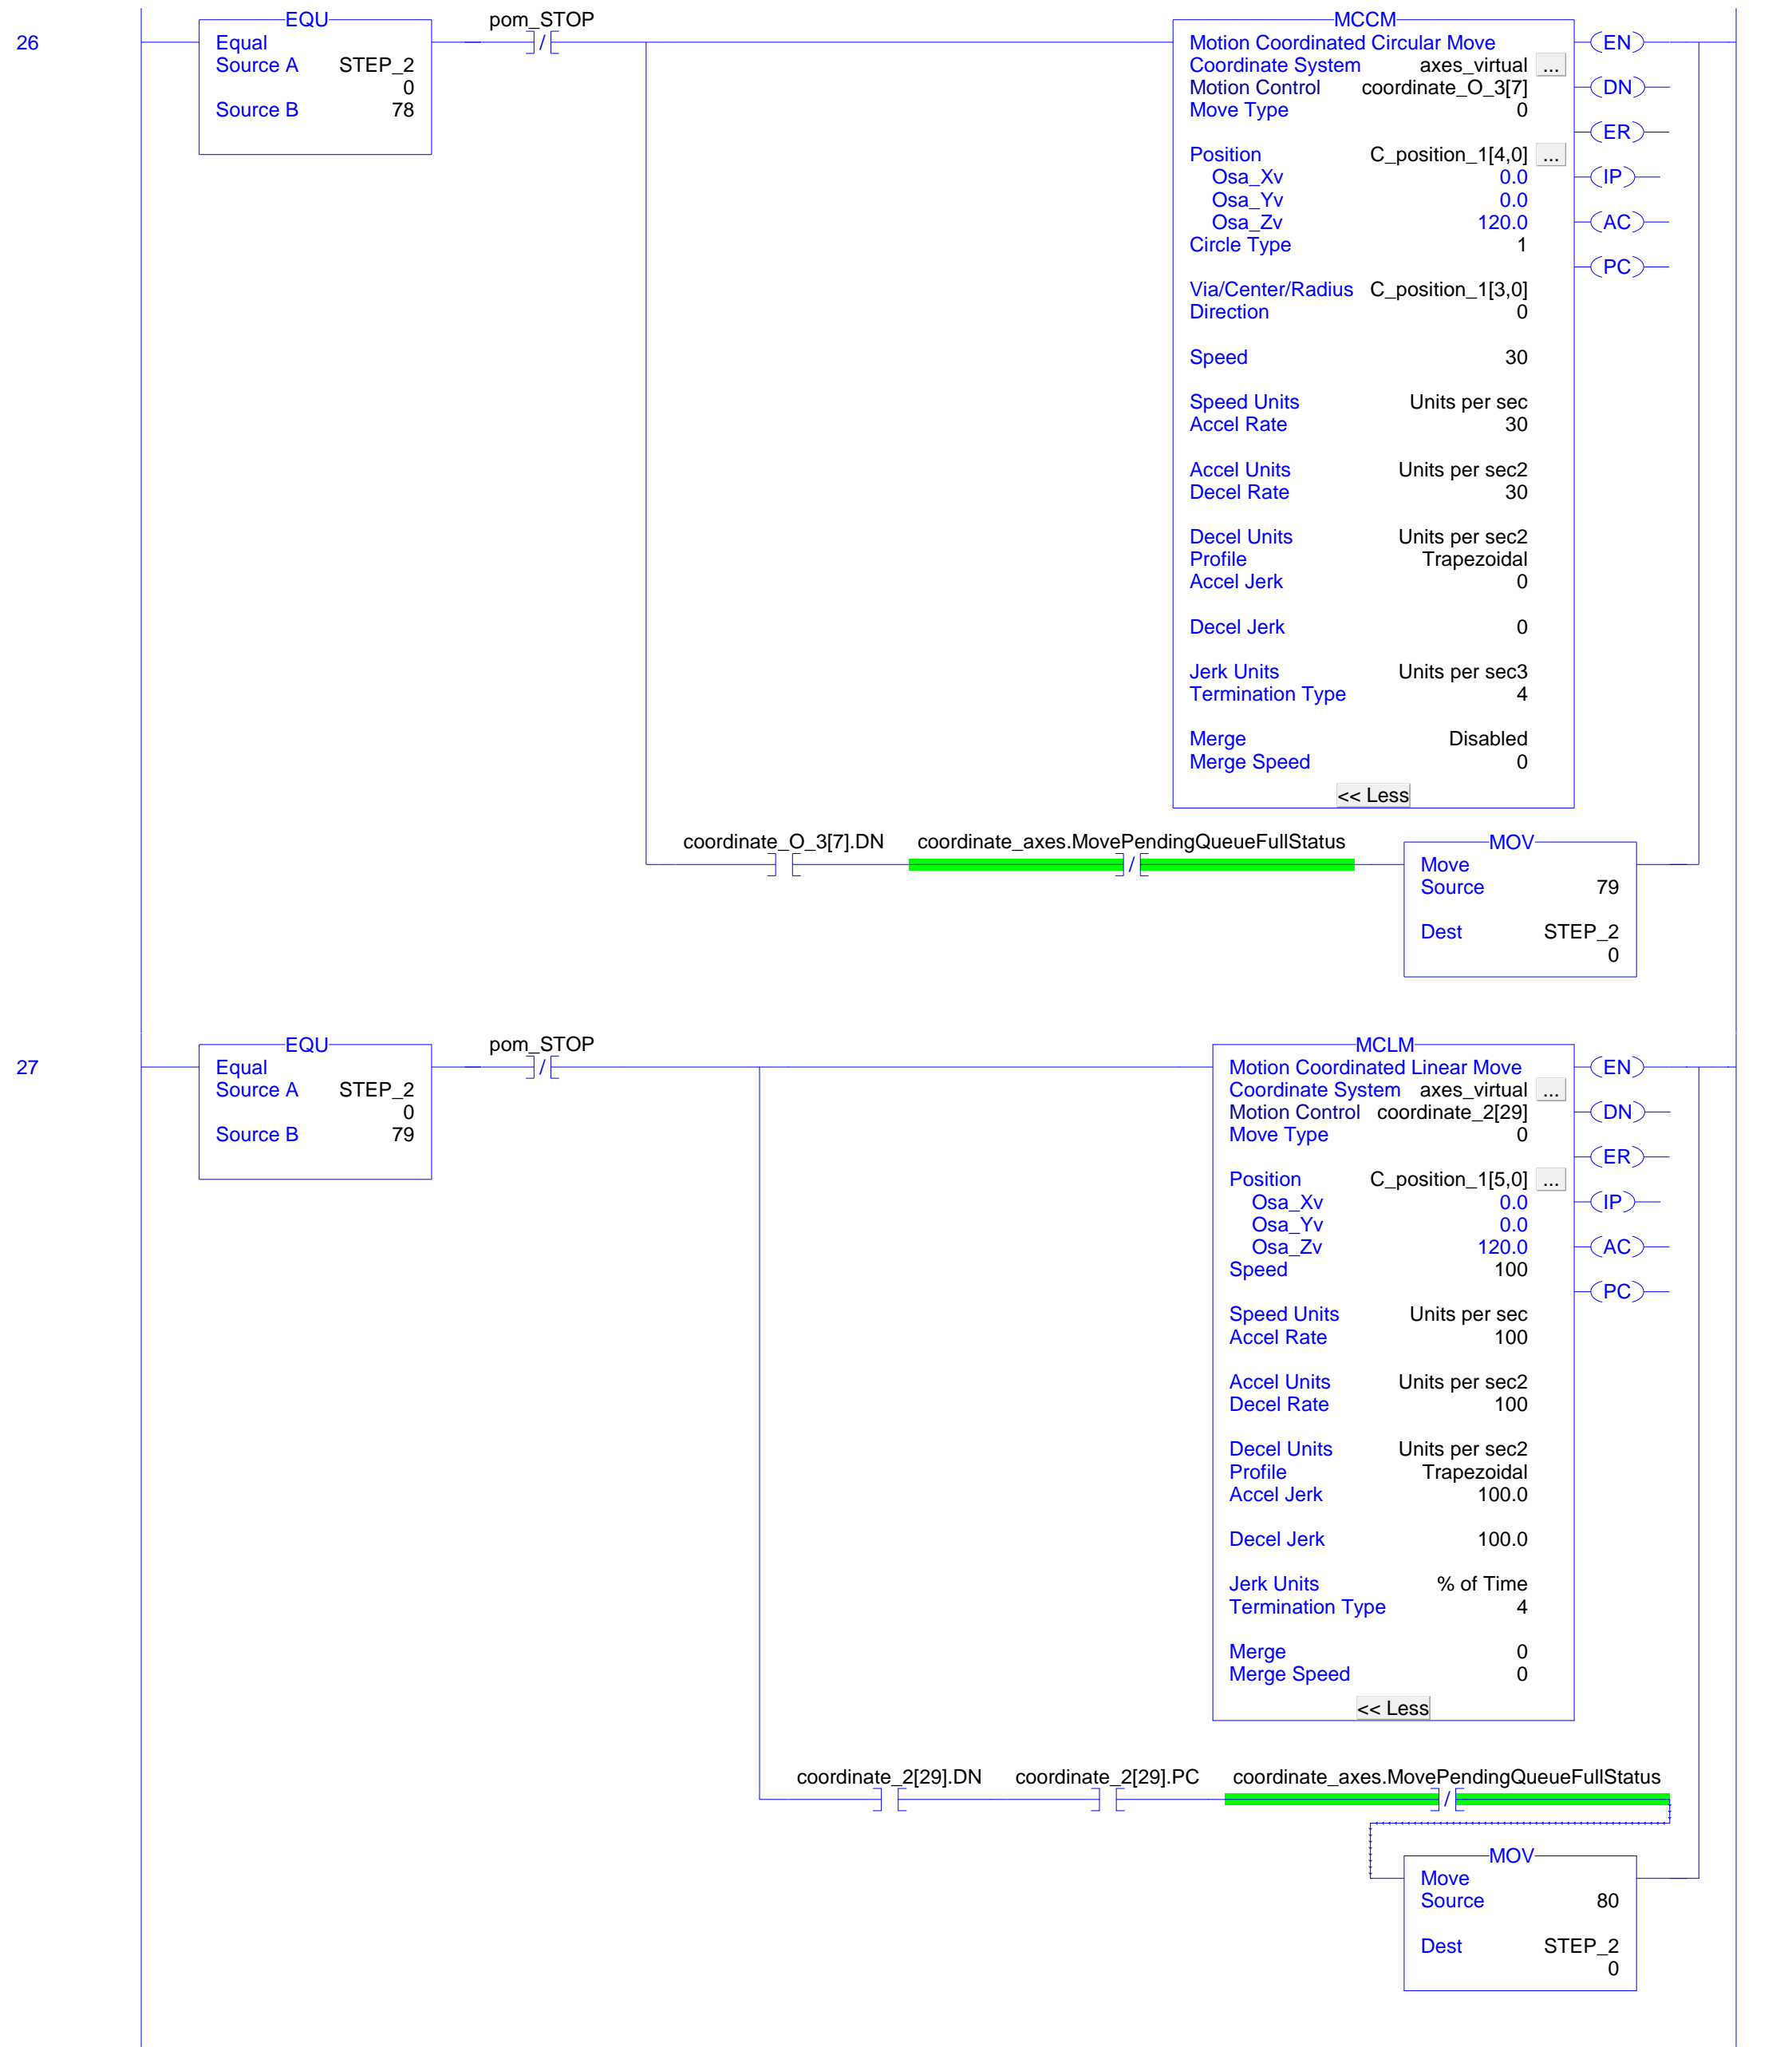 26
EQU
Equal
Source A STEP_2
0
Source B 78
pom_STOP
/
MCCM
Motion Coordinated Circular Move
Coordinate System axes_virtual ...
Motion Control coordinate_O_3[7]
Move Type 0
Position C_position_1[4,0] ...
Osa_Xv 0.0
Osa_Yv 0.0
Osa_Zv 120.0
Circle Type 1
Via/Center/Radius C_position_1[3,0]
Direction 0
Speed 30
Speed Units Units per sec
Accel Rate 30
Accel Units Units per sec2
Decel Rate 30
Decel Units Units per sec2
Profile Trapezoidal
Accel Jerk 0
Decel Jerk 0
Jerk Units Units per sec3
Termination Type 4
Merge Disabled
Merge Speed 0
<< Less
EN
DN
ER
IP
AC
PC
coordinate_O_3[7].DN
coordinate_axes.MovePendingQueueFullStatus
/
MOV
Move
Source 79
Dest STEP_2
0
27
EQU
Equal
Source A STEP_2
0
Source B 79
pom_STOP
/
MCLM
Motion Coordinated Linear Move
Coordinate System axes_virtual ...
Motion Control coordinate_2[29]
Move Type 0
Position C_position_1[5,0] ...
Osa_Xv 0.0
Osa_Yv 0.0
Osa_Zv 120.0
Speed 100
Speed Units Units per sec
Accel Rate 100
Accel Units Units per sec2
Decel Rate 100
Decel Units Units per sec2
Profile Trapezoidal
Accel Jerk 100.0
Decel Jerk 100.0
Jerk Units % of Time
Termination Type 4
Merge 0
Merge Speed 0
<< Less
EN
DN
ER
IP
AC
PC
coordinate_2[29].DN
coordinate_2[29].PC
coordinate_axes.MovePendingQueueFullStatus
/
MOV
Move
Source 80
Dest STEP_2
0